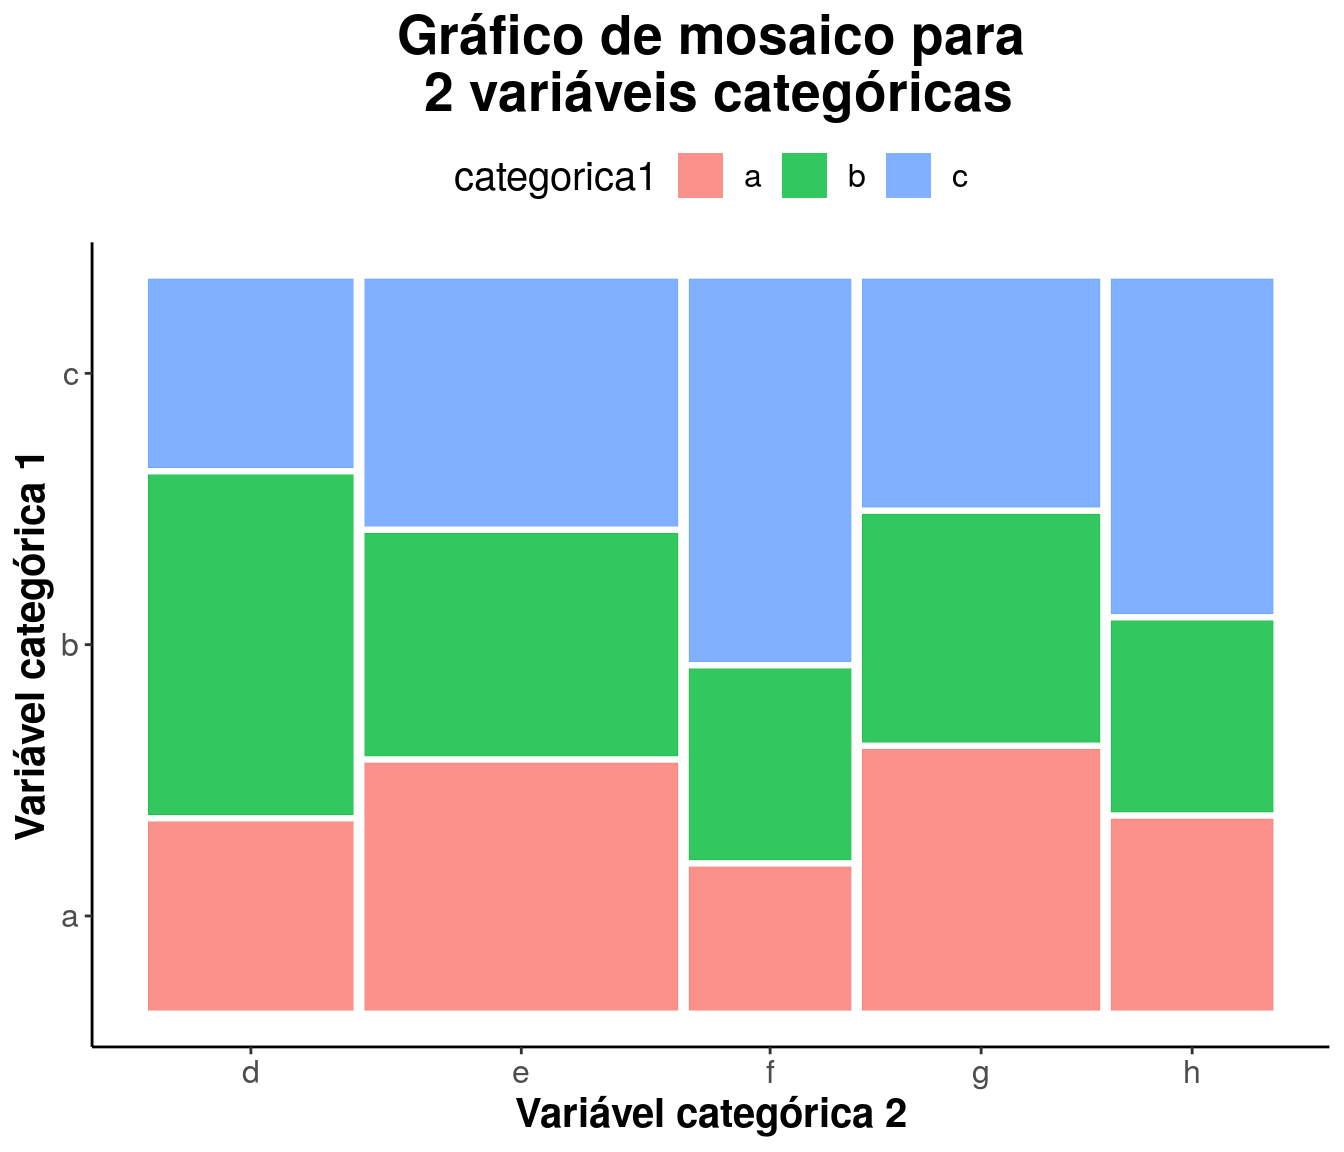 Gráfico de mosaico para
2 variáveis categóricas
categorica1 a b c
Variável categórica 1
c
b
a
d e f g h
Variável categórica 2